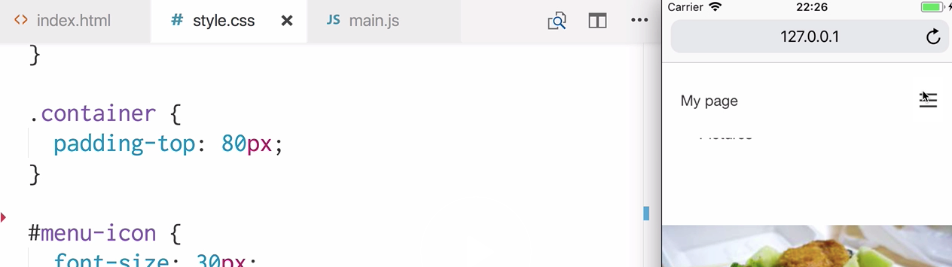 index.html
style.css
main.js
}
.container {
padding-top: 80px;
}
#menu-icon {
font-size: 30px;
Carrier
22:26
127.0.0.1
My page
Pictures